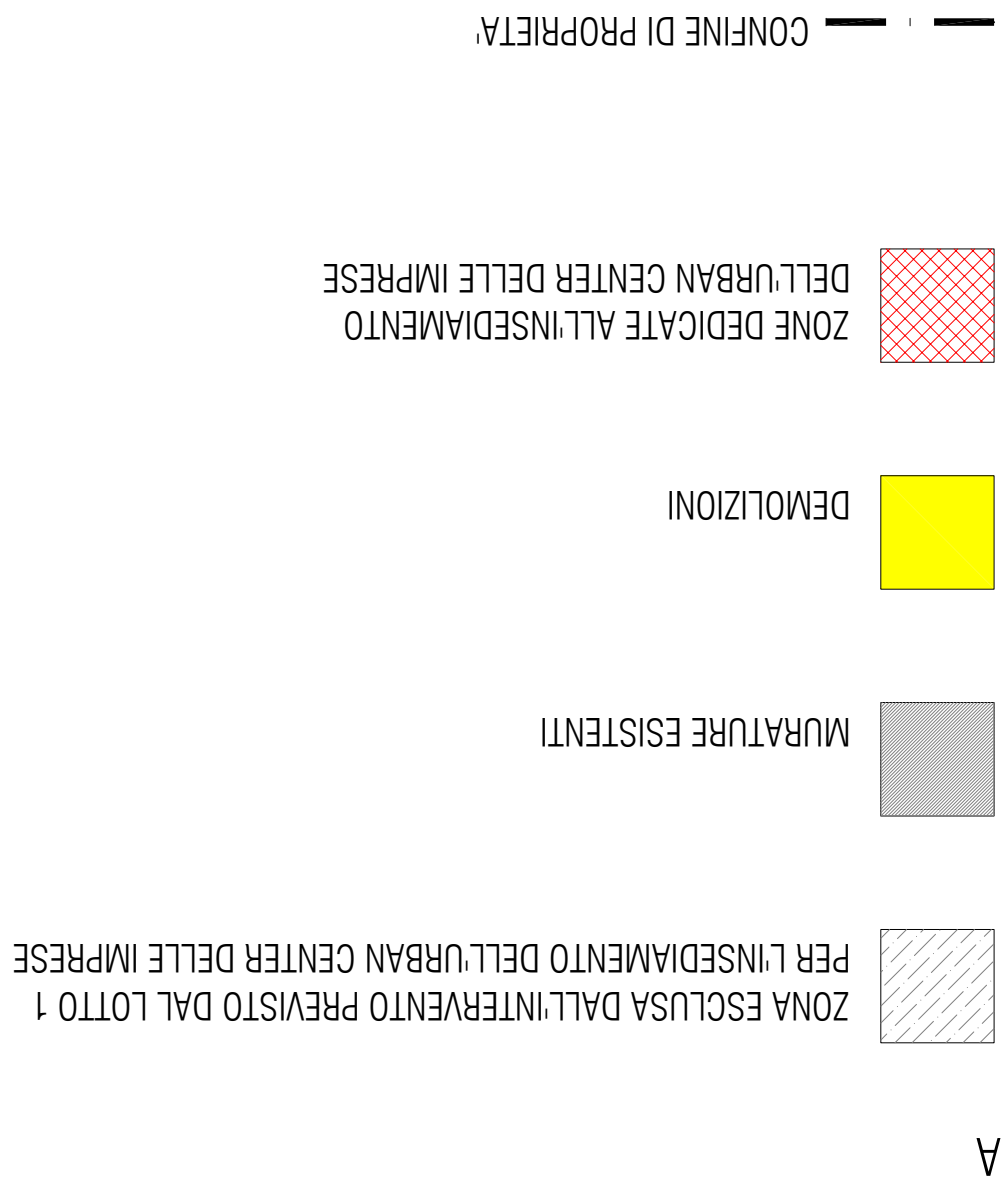 A
ZONA ESCLUSA DALL'INTERVENTO PREVISTO DAL LOTTO 1
PER L'INSEDIAMENTO DELL'URBAN CENTER DELLE IMPRESE
MURATURE ESISTENTI
DEMOLIZIONI
ZONE DEDICATE ALL'INSEDIAMENTO
DELL'URBAN CENTER DELLE IMPRESE
CONFINE DI PROPRIETA'